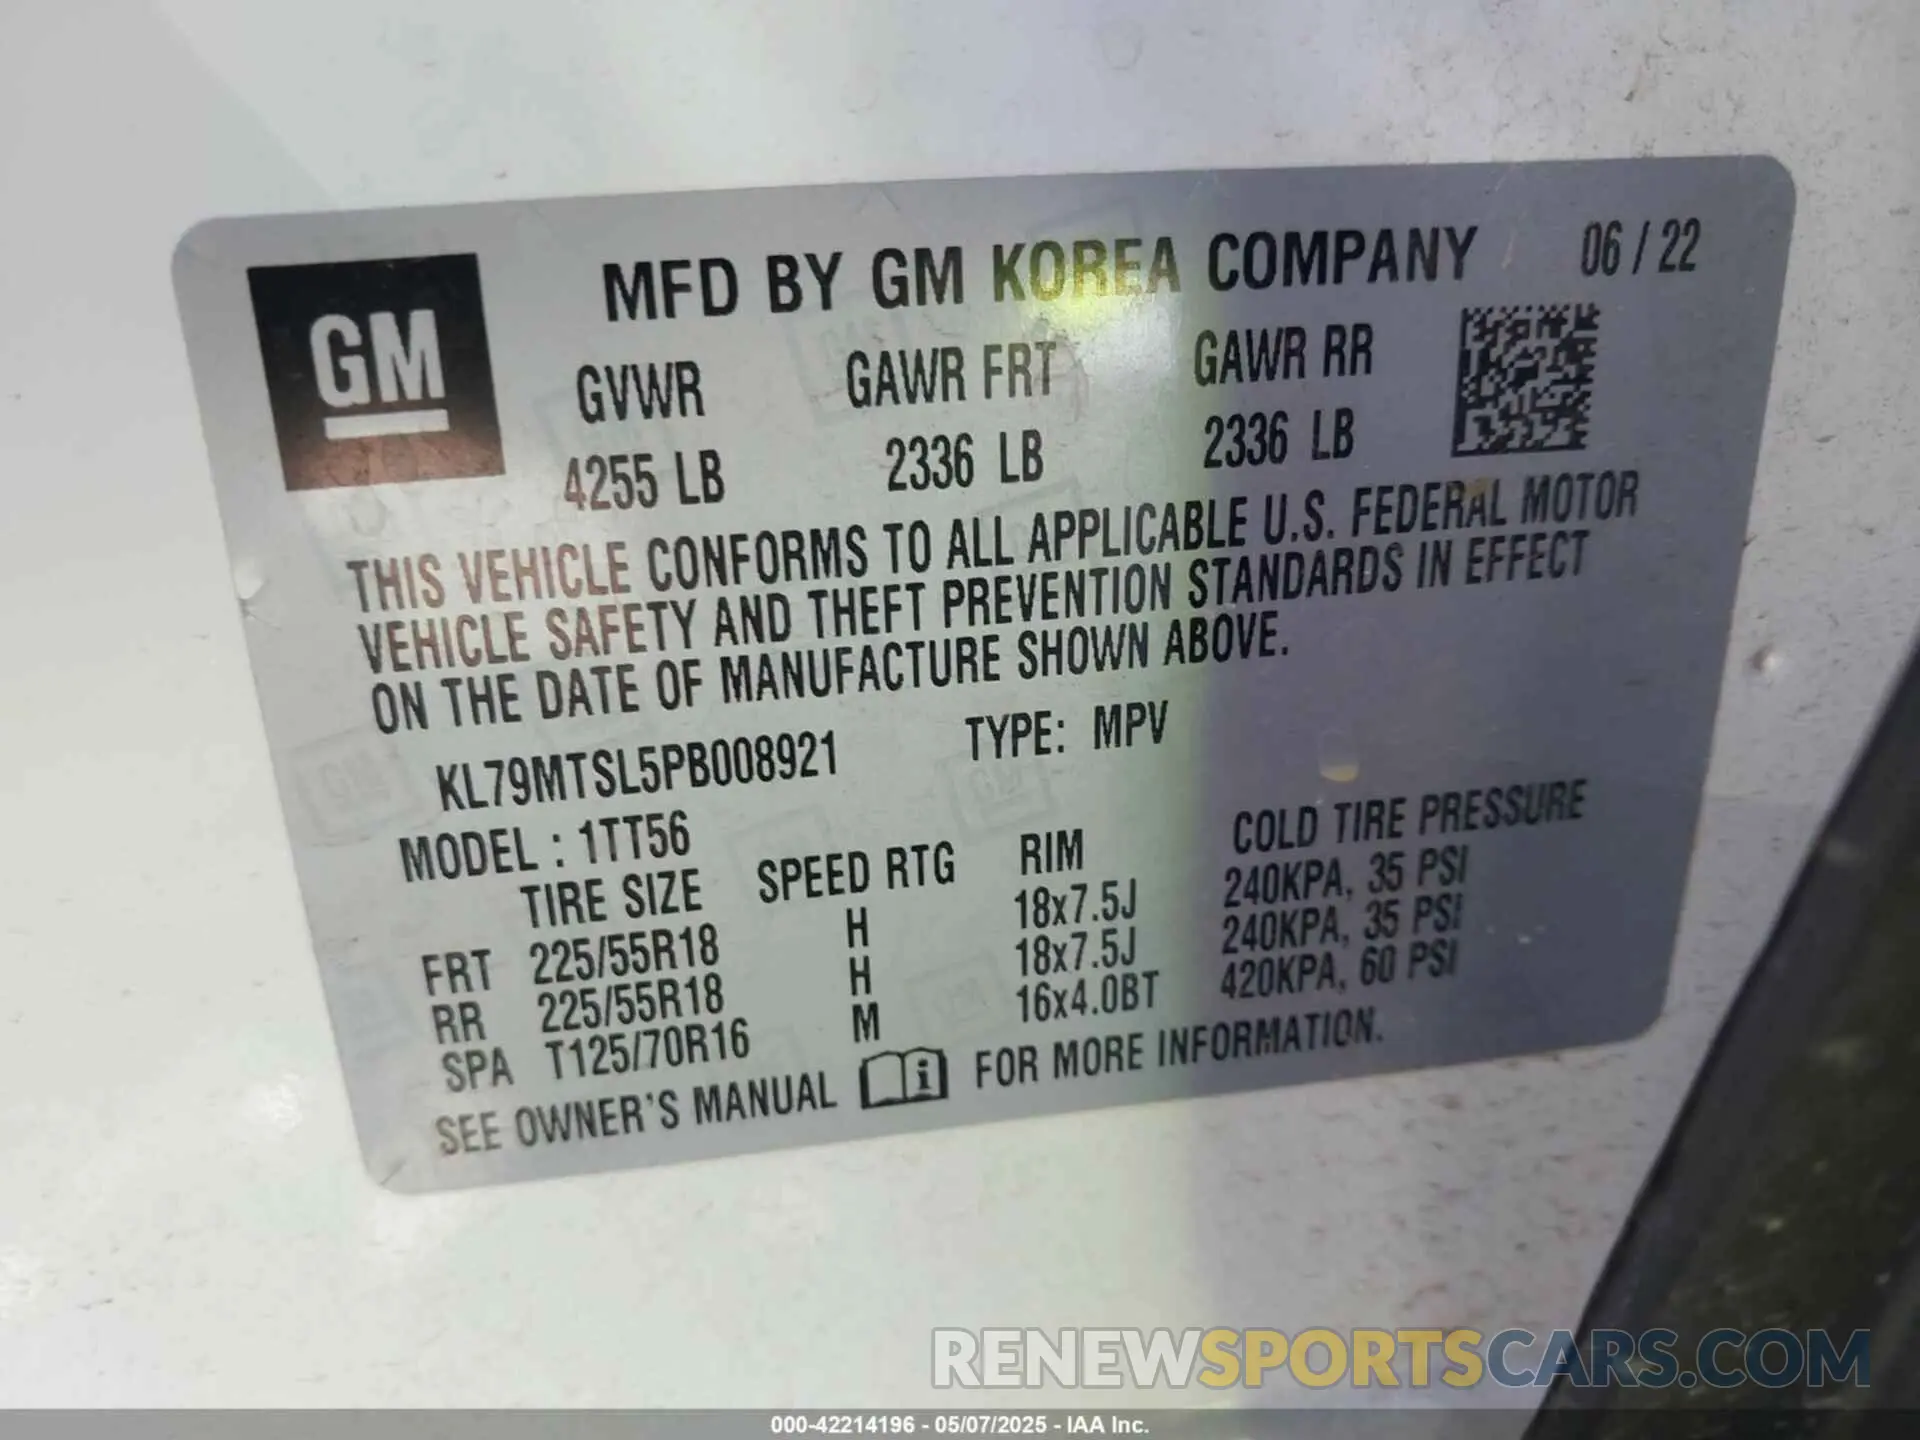 GM
MFD BY GM KOREA COMPANY 06 / 22
GVWR GAWR FRT GAWR RR
4255 LB 2336 LB 2336 LB
THIS VEHICLE CONFORMS TO ALL APPLICABLE U.S. FEDERAL MOTOR
VEHICLE SAFETY AND THEFT PREVENTION STANDARDS IN EFFECT
ON THE DATE OF MANUFACTURE SHOWN ABOVE.
KL79MTSL5PB008921 TYPE: MPV
MODEL : 1TT56
TIRE SIZE SPEED RTG RIM COLD TIRE PRESSURE
FRT 225/55R18 H 18x7.5J 240KPA, 35 PSI
RR 225/55R18 H 18x7.5J 240KPA, 35 PSI
SPA T125/70R16 M 16x4.0BT 420KPA, 60 PSI
SEE OWNER'S MANUAL FOR MORE INFORMATION.
RENEWSPORTSCARS.COM
000-42214196 - 05/07/2025 - IAA Inc.